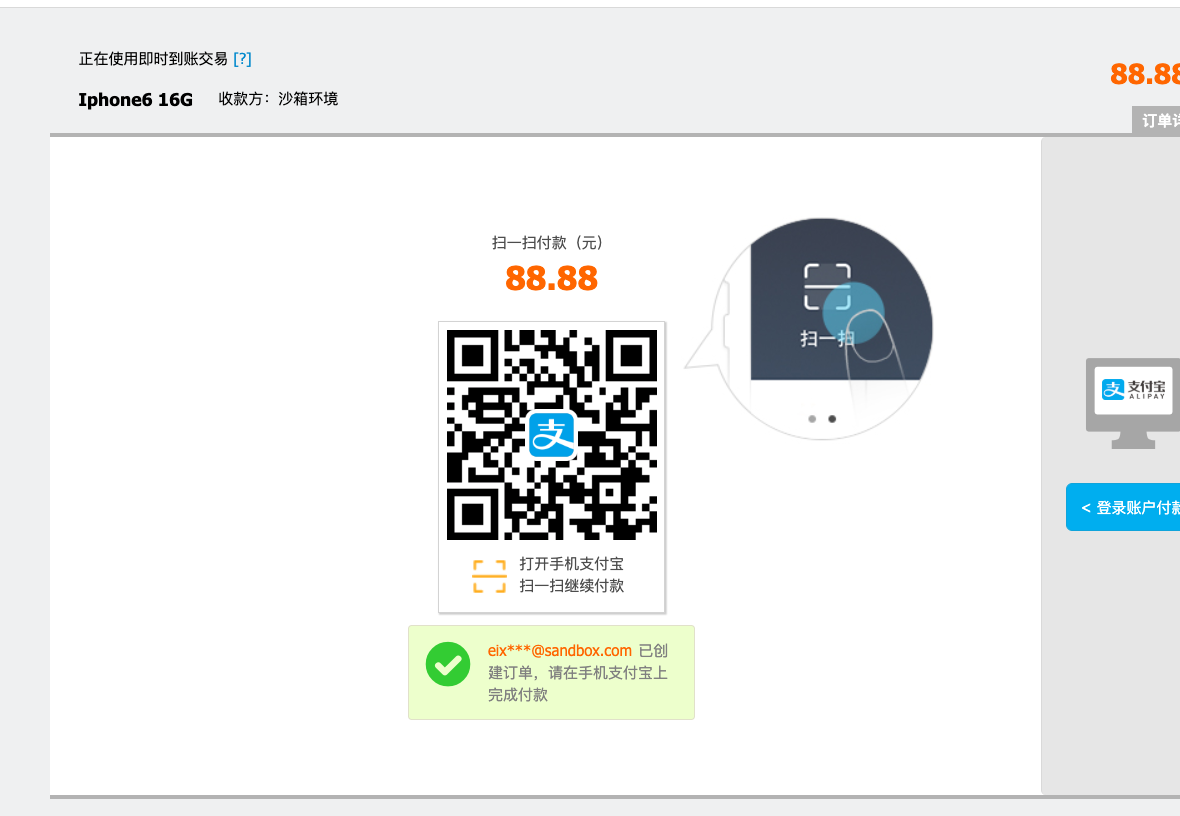 正在使用即时到账交易 [?]
Iphone6 16G 收款方：沙箱环境
88.88
订单详
扫一扫付款（元）
88.88
扫一扫
支
支付宝
ALIPAY
< 登录账户付款
打开手机支付宝
扫一扫继续付款
eix***@sandbox.com 已创
建订单，请在手机支付宝上
完成付款